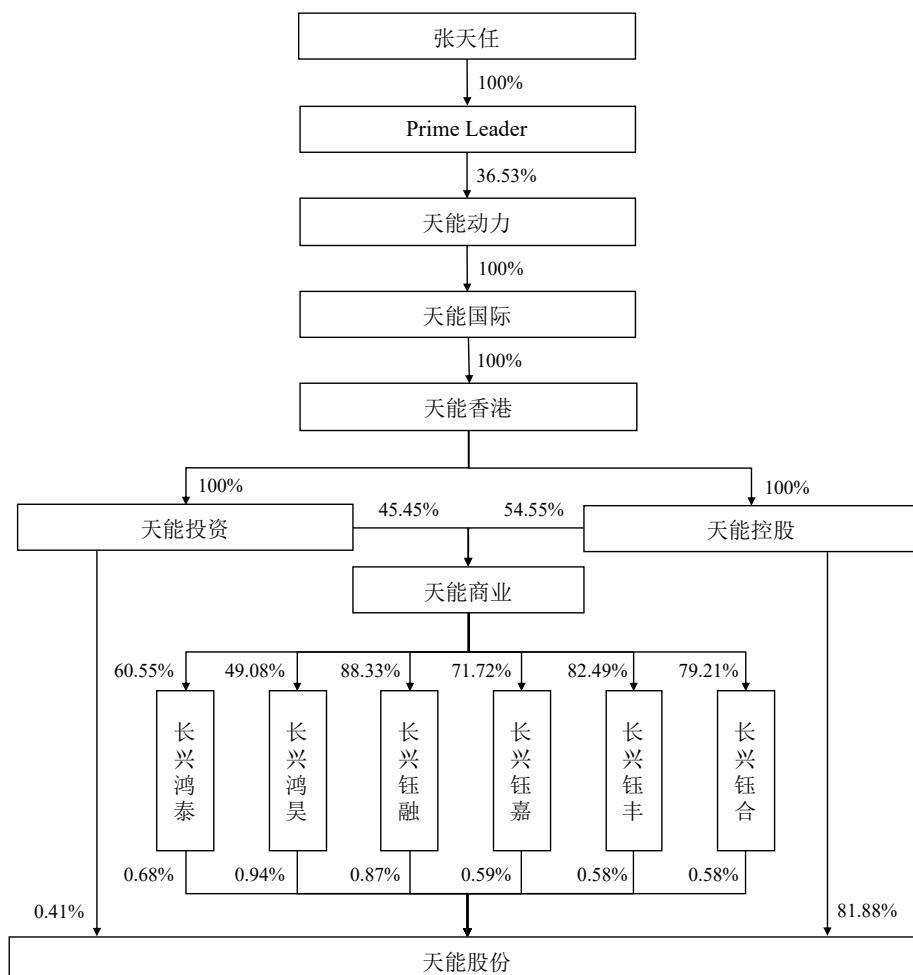 张天任
100%
Prime Leader
36.53%
天能动力
100%
天能国际
100%
天能香港
100%
100%
天能投资
45.45%
54.55%
天能控股
天能商业
60.55%
49.08%
88.33%
71.72%
82.49%
79.21%
长兴鸿泰
长兴鸿昊
长兴钰融
长兴钰嘉
长兴钰丰
长兴钰合
0.68%
0.94%
0.87%
0.59%
0.58%
0.58%
0.41%
81.88%
天能股份